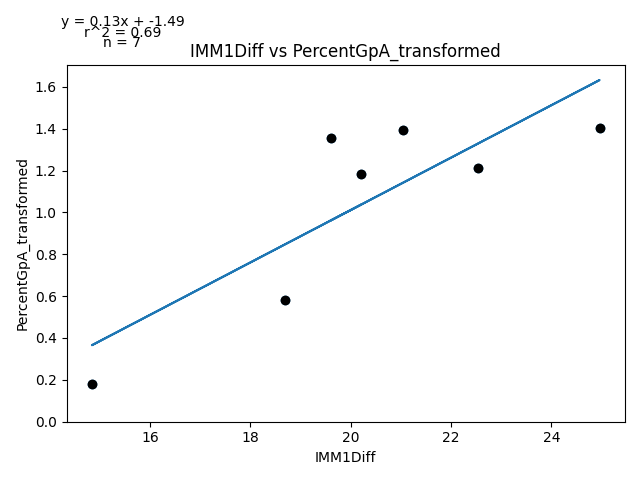 y = 0.13x + -1.49
r^2 = 0.69
n = 7
IMM1Diff vs PercentGpA_transformed
1.6
1.4
1.2
1.0
0.8
0.6
0.4
0.2
0.0
PercentGpA_transformed
16
18
20
22
24
IMM1Diff